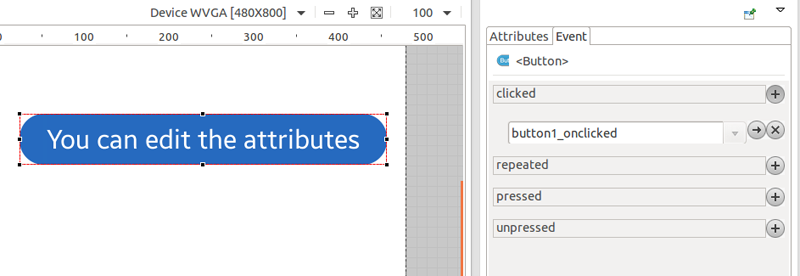 Device WVGA [480X800] 100
0 100 200 300 400 500
You can edit the attributes
Attributes Event
<Button>
clicked
button1_onclicked
repeated
pressed
unpressed